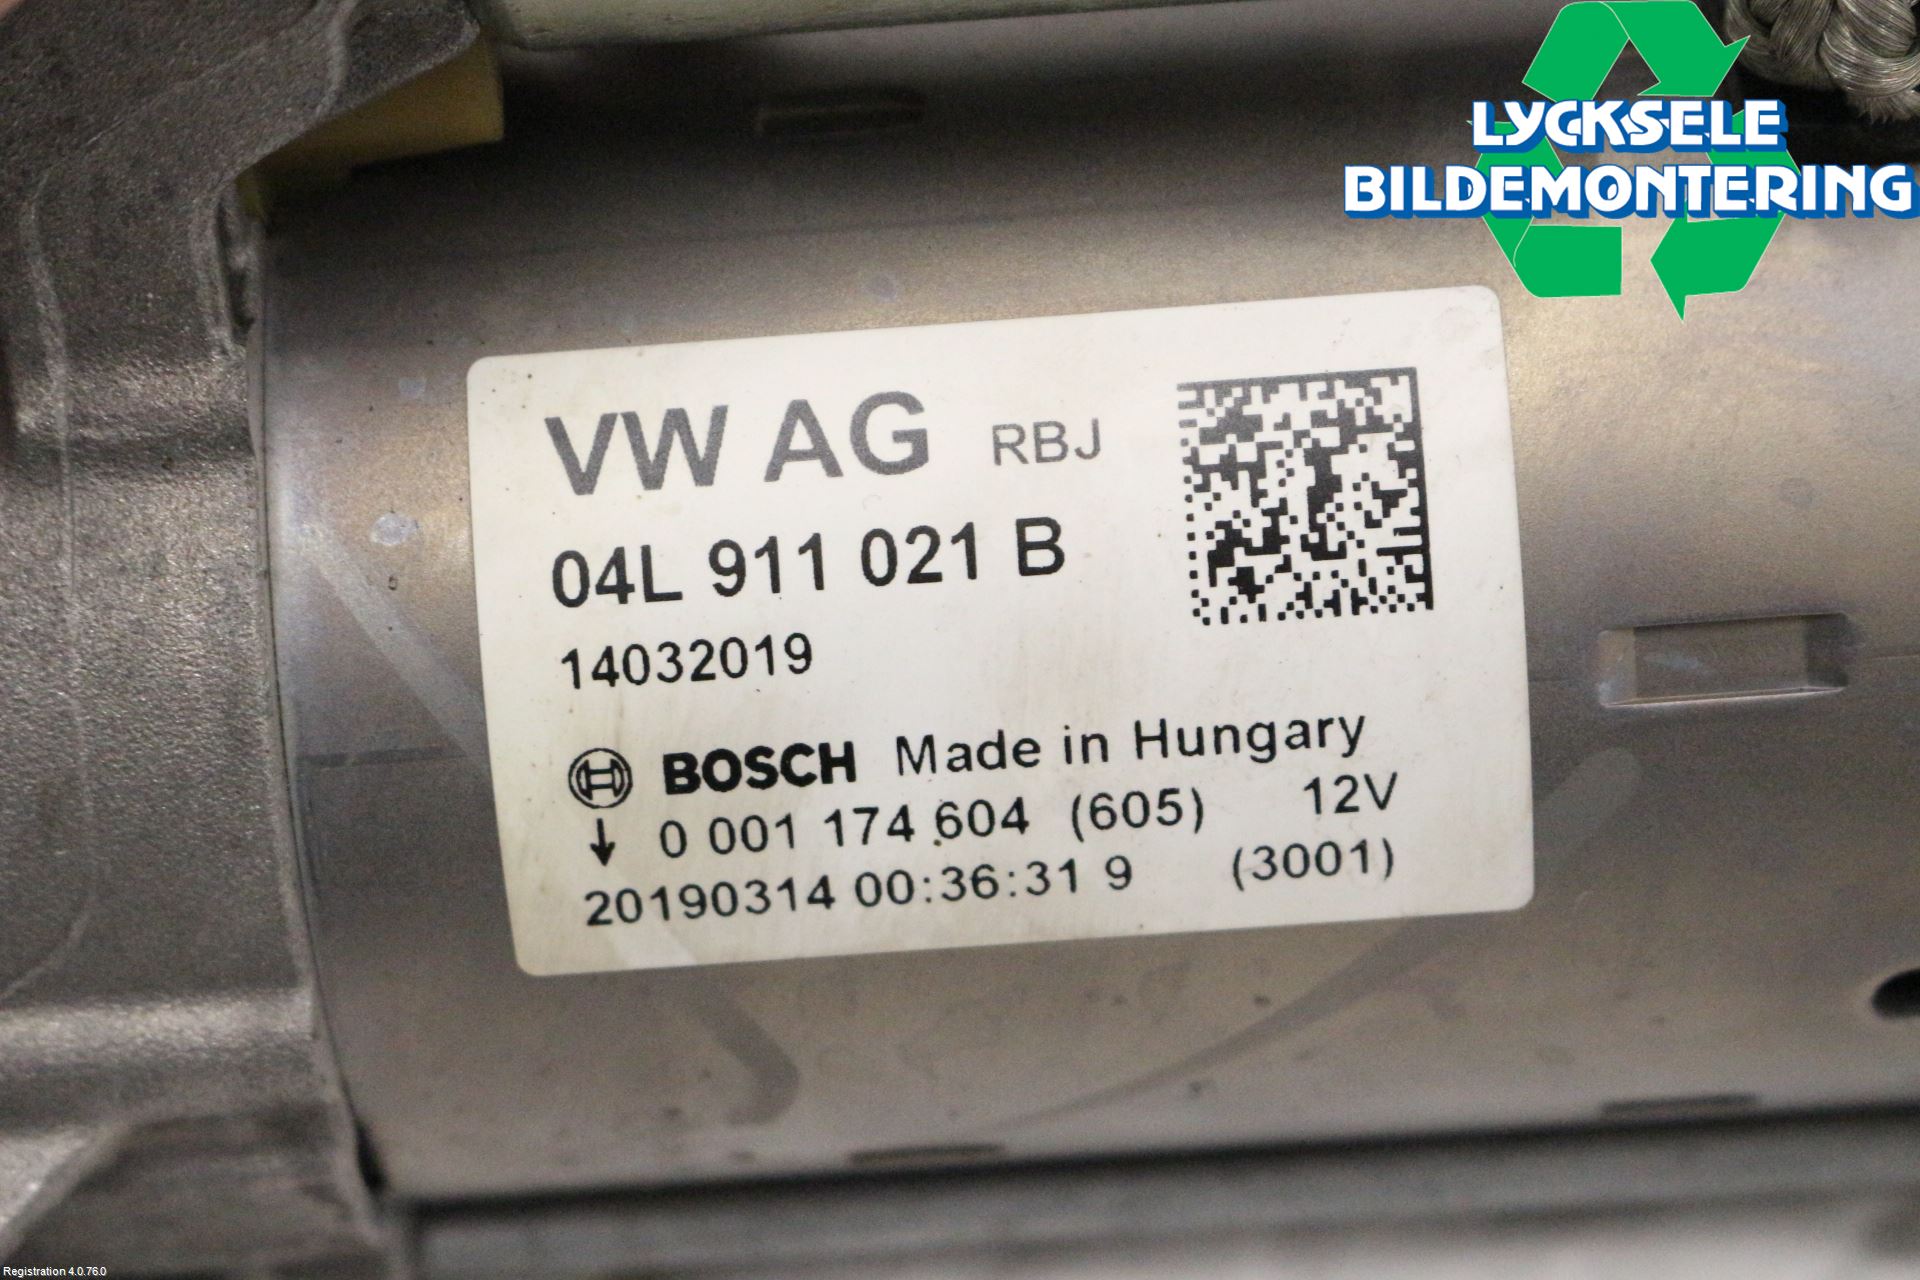 LYCKSELE
BILDEMONTERING
VW AG RBJ
04L 911 021 B
14032019
BOSCH Made in Hungary
↓ 0 001 174 604 (605) 12V
20190314 00:36:31 9 (3001)
Registration 4.0.76.0